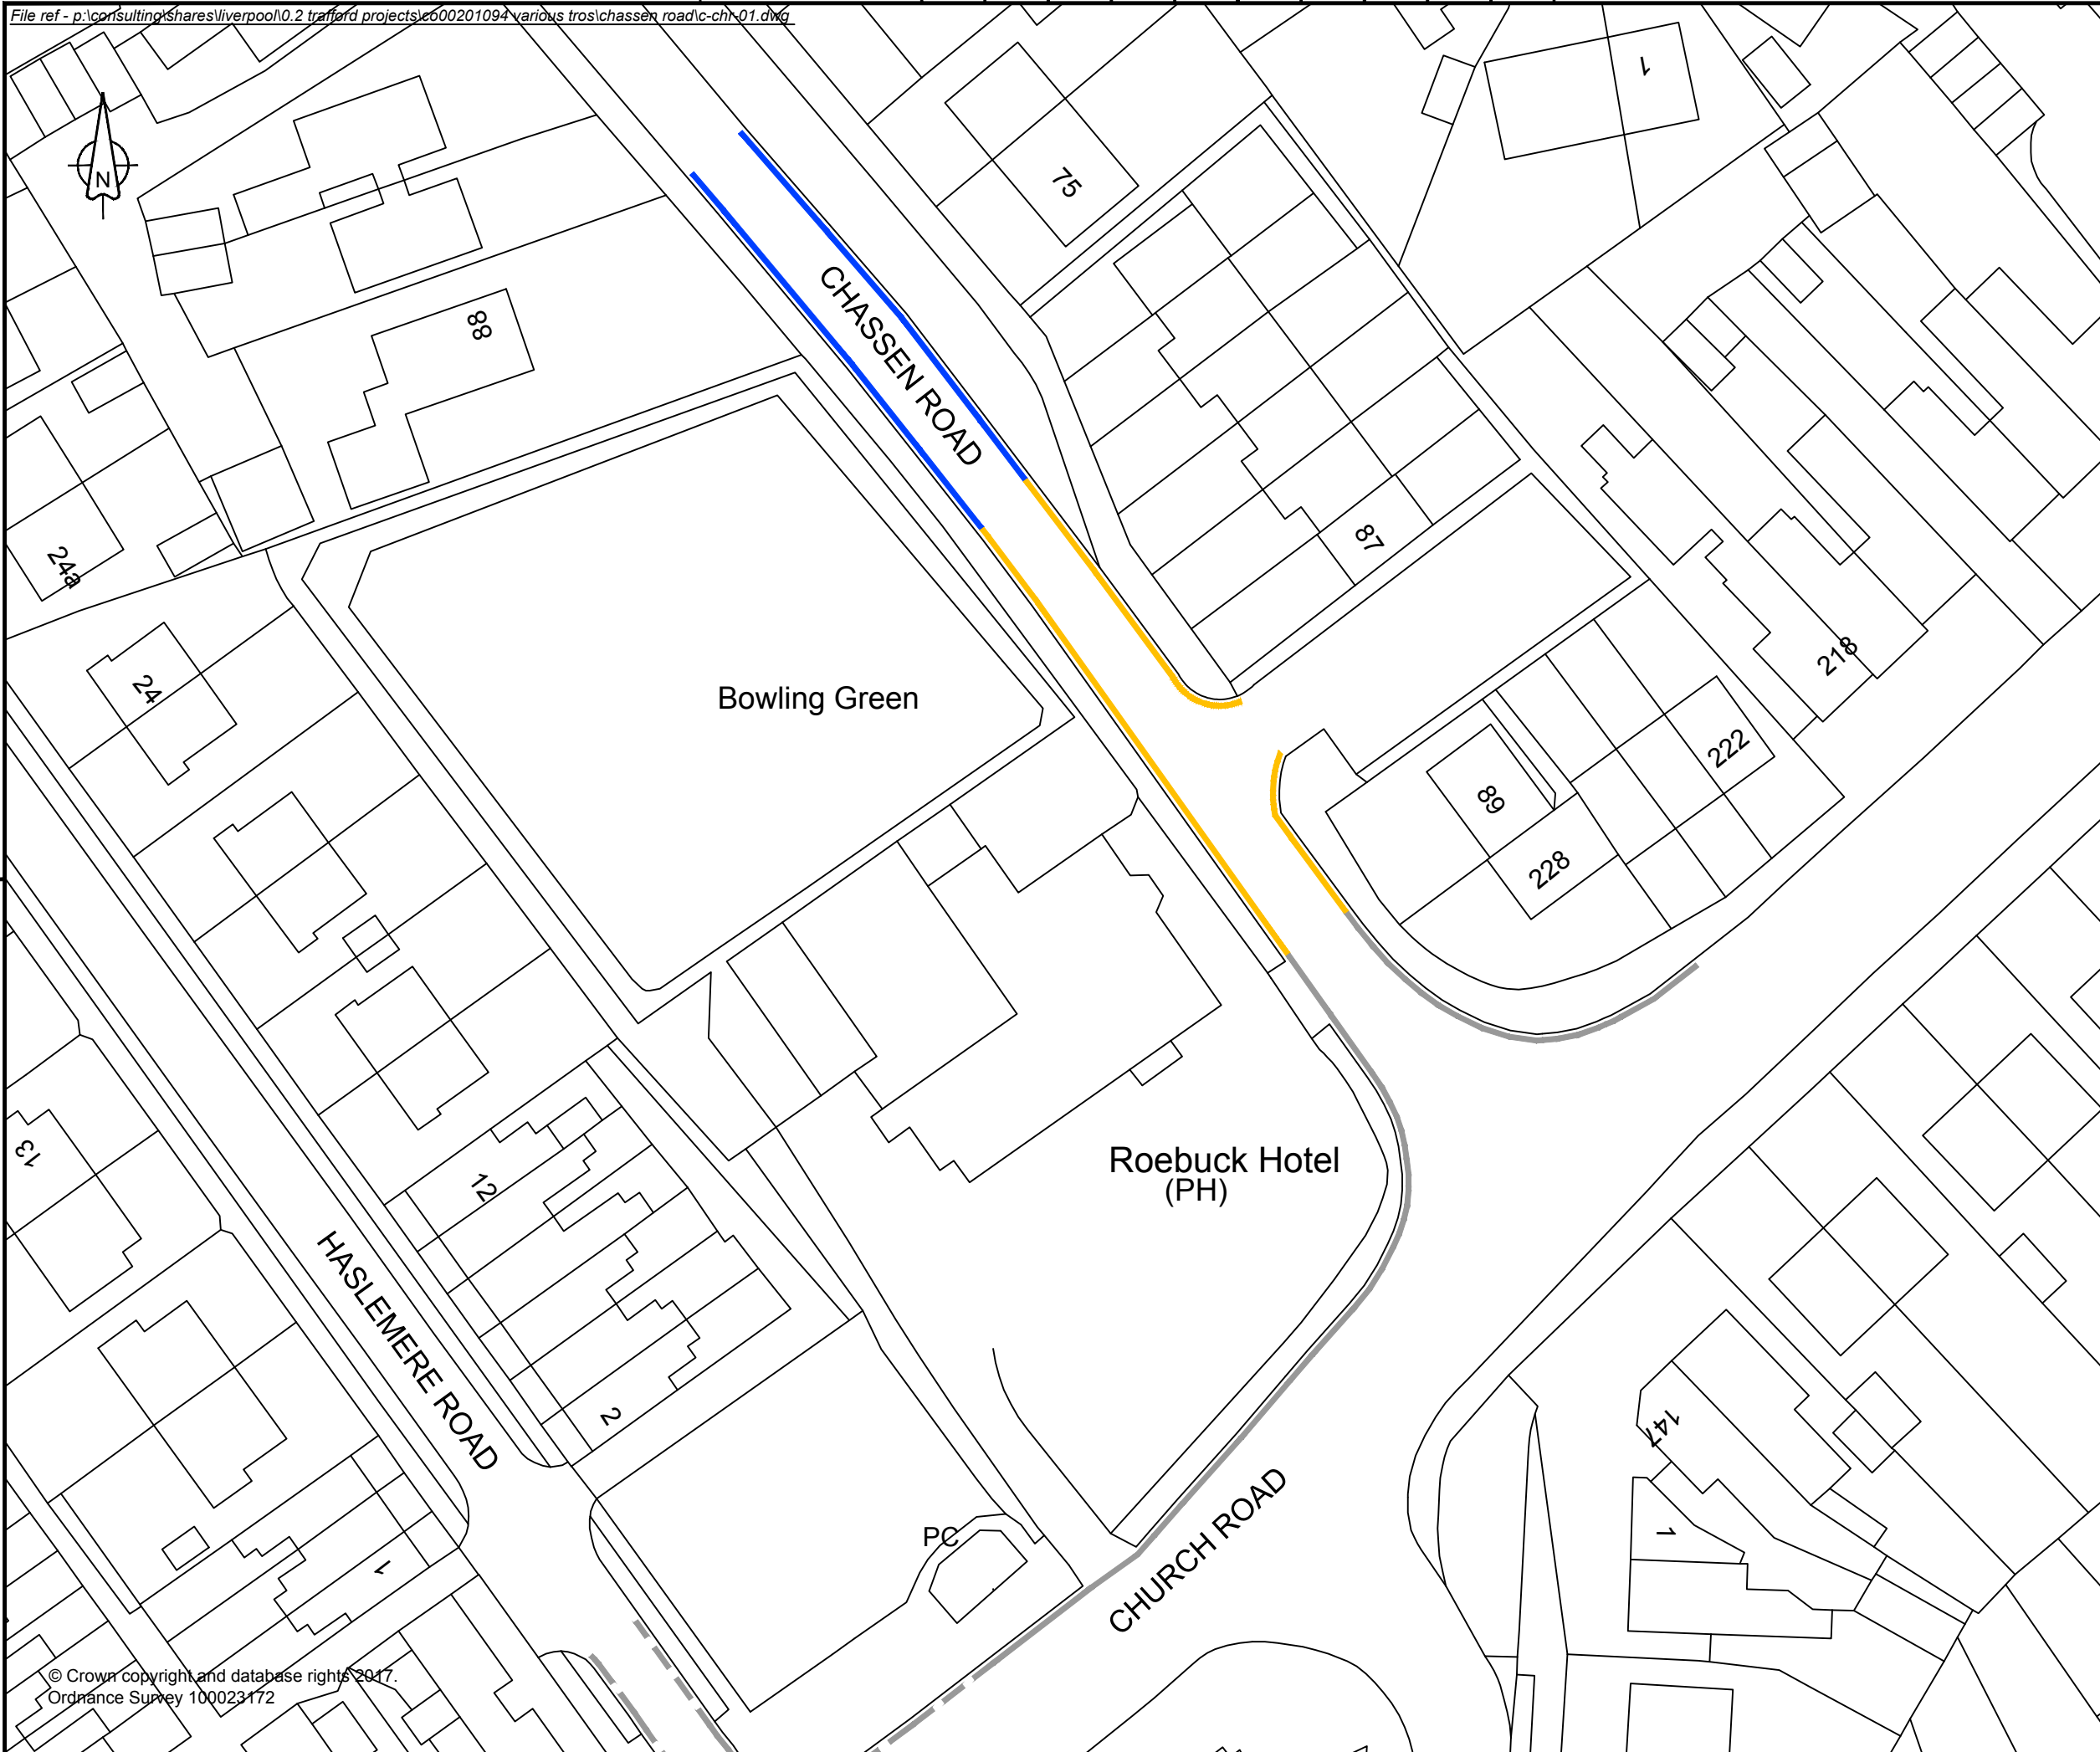 File ref - p:\consulting\shares\liverpool\0.2 trafford projects\co00201094 various tros\chassen road\c-chr-01.dwg
1
N
75
CHASSEN ROAD
88
87
24a
218
24
Bowling Green
222
89
228
13
Roebuck Hotel
(PH)
12
HASLEMERE ROAD
2
147
PC
7
CHURCH ROAD
1
© Crown copyright and database rights 2017.
Ordnance Survey 100023172